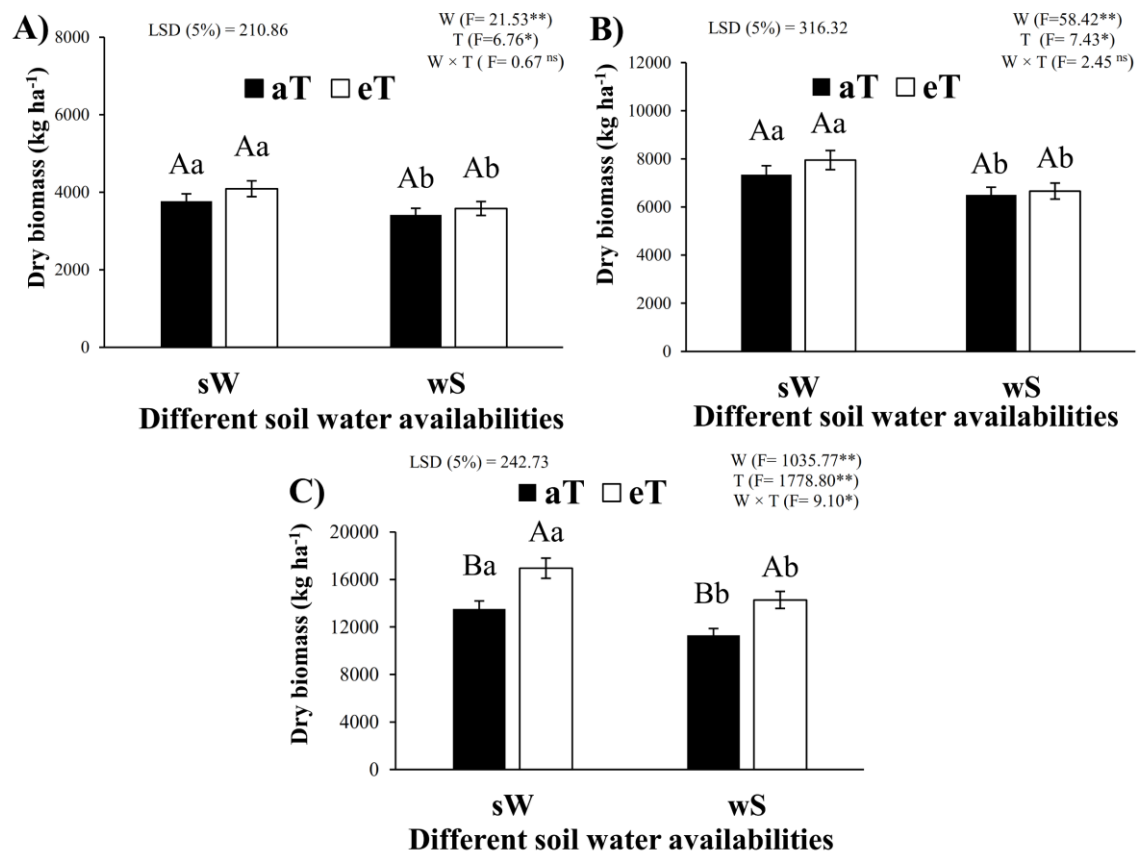 A)
LSD (5%) = 210.86
W (F= 21.53**)
T (F=6.76*)
W × T ( F= 0.67 ns)
aT eT
Dry biomass (kg ha-1)
8000
6000
4000
2000
0
Aa Aa Ab Ab
sW wS
Different soil water availabilities
B)
LSD (5%) = 316.32
W (F=58.42**)
T (F= 7.43*)
W × T (F= 2.45 ns)
aT eT
Dry biomass (kg ha-1)
12000
10000
8000
6000
4000
2000
0
Aa Aa Ab Ab
sW wS
Different soil water availabilities
C)
LSD (5%) = 242.73
W (F= 1035.77**)
T (F= 1778.80**)
W × T (F= 9.10*)
aT eT
Dry biomass (kg ha-1)
20000
16000
12000
8000
4000
0
Ba Aa Bb Ab
sW wS
Different soil water availabilities